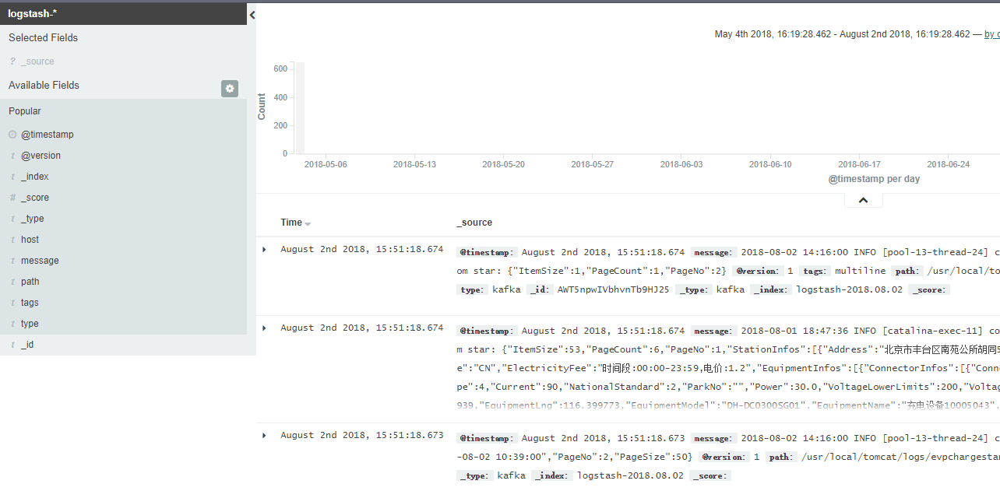 logstash-*
Selected Fields
? _source
Available Fields
Popular
@timestamp
t @version
t _index
# _score
t _type
t host
t message
t path
t tags
t type
t _id
May 4th 2018, 16:19:28.462 - August 2nd 2018, 16:19:28.462 — by
Count
600
400
200
0
2018-05-06 2018-05-13 2018-05-20 2018-05-27 2018-06-03 2018-06-10 2018-06-17 2018-06-24
@timestamp per day
Time _source
August 2nd 2018, 15:51:18.674 @timestamp: August 2nd 2018, 15:51:18.674 message: 2018-08-02 14:16:00 INFO [pool-13-thread-24] c
om star: {"ItemSize":1,"PageCount":1,"PageNo":2} @version: 1 tags: multiline path: /usr/local/to
type: kafka _id: AWT5npwIVbhvnTb9HJ25 _type: kafka _index: logstash-2018.08.02 _score:
August 2nd 2018, 15:51:18.674 @timestamp: August 2nd 2018, 15:51:18.674 message: 2018-08-01 18:47:36 INFO [catalina-exec-11] co
m star: {"ItemSize":53,"PageCount":6,"PageNo":1,"StationInfos":[{"Address":"北京市丰台区南苑公所胡同
e":"CN","ElectricityFee":"时间段:00:00-23:59,电价:1.2","EquipmentInfos":[{"ConnectorInfos":[{"Conne
pe":4,"Current":90,"NationalStandard":2,"ParkNo":"","Power":30.0,"VoltageLowerLimits":200,"Voltag
939,"EquipmentLng":116.399773,"EquipmentModel":"DH-DC0300SG01","EquipmentName":"充电设备10005043",
August 2nd 2018, 15:51:18.673 @timestamp: August 2nd 2018, 15:51:18.673 message: 2018-08-02 14:16:00 INFO [pool-13-thread-24] c
-08-02 10:39:00","PageNo":2,"PageSize":50} @version: 1 path: /usr/local/tomcat/logs/evpchargesta
_type: kafka _index: logstash-2018.08.02 _score: